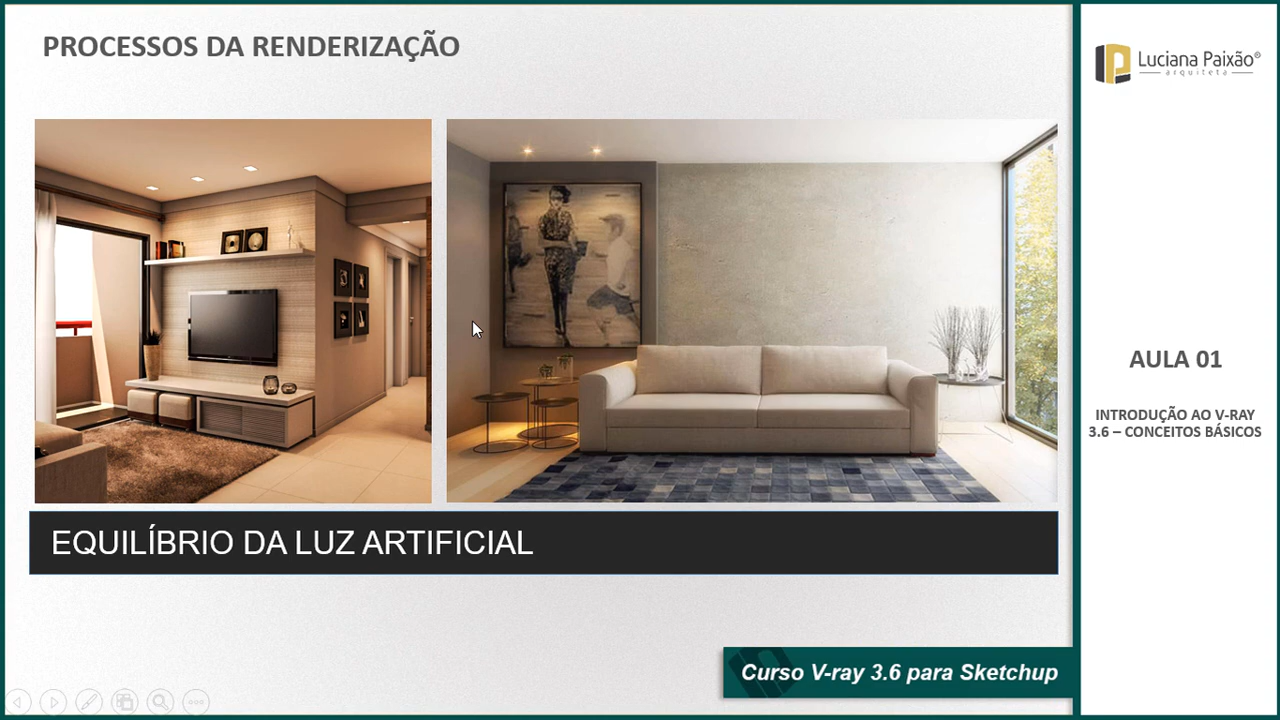 PROCESSOS DA RENDERIZAÇÃO
Luciana Paixão®
arquiteta
EQUILÍBRIO DA LUZ ARTIFICIAL
AULA 01
INTRODUÇÃO AO V-RAY
3.6 – CONCEITOS BÁSICOS
Curso V-ray 3.6 para Sketchup